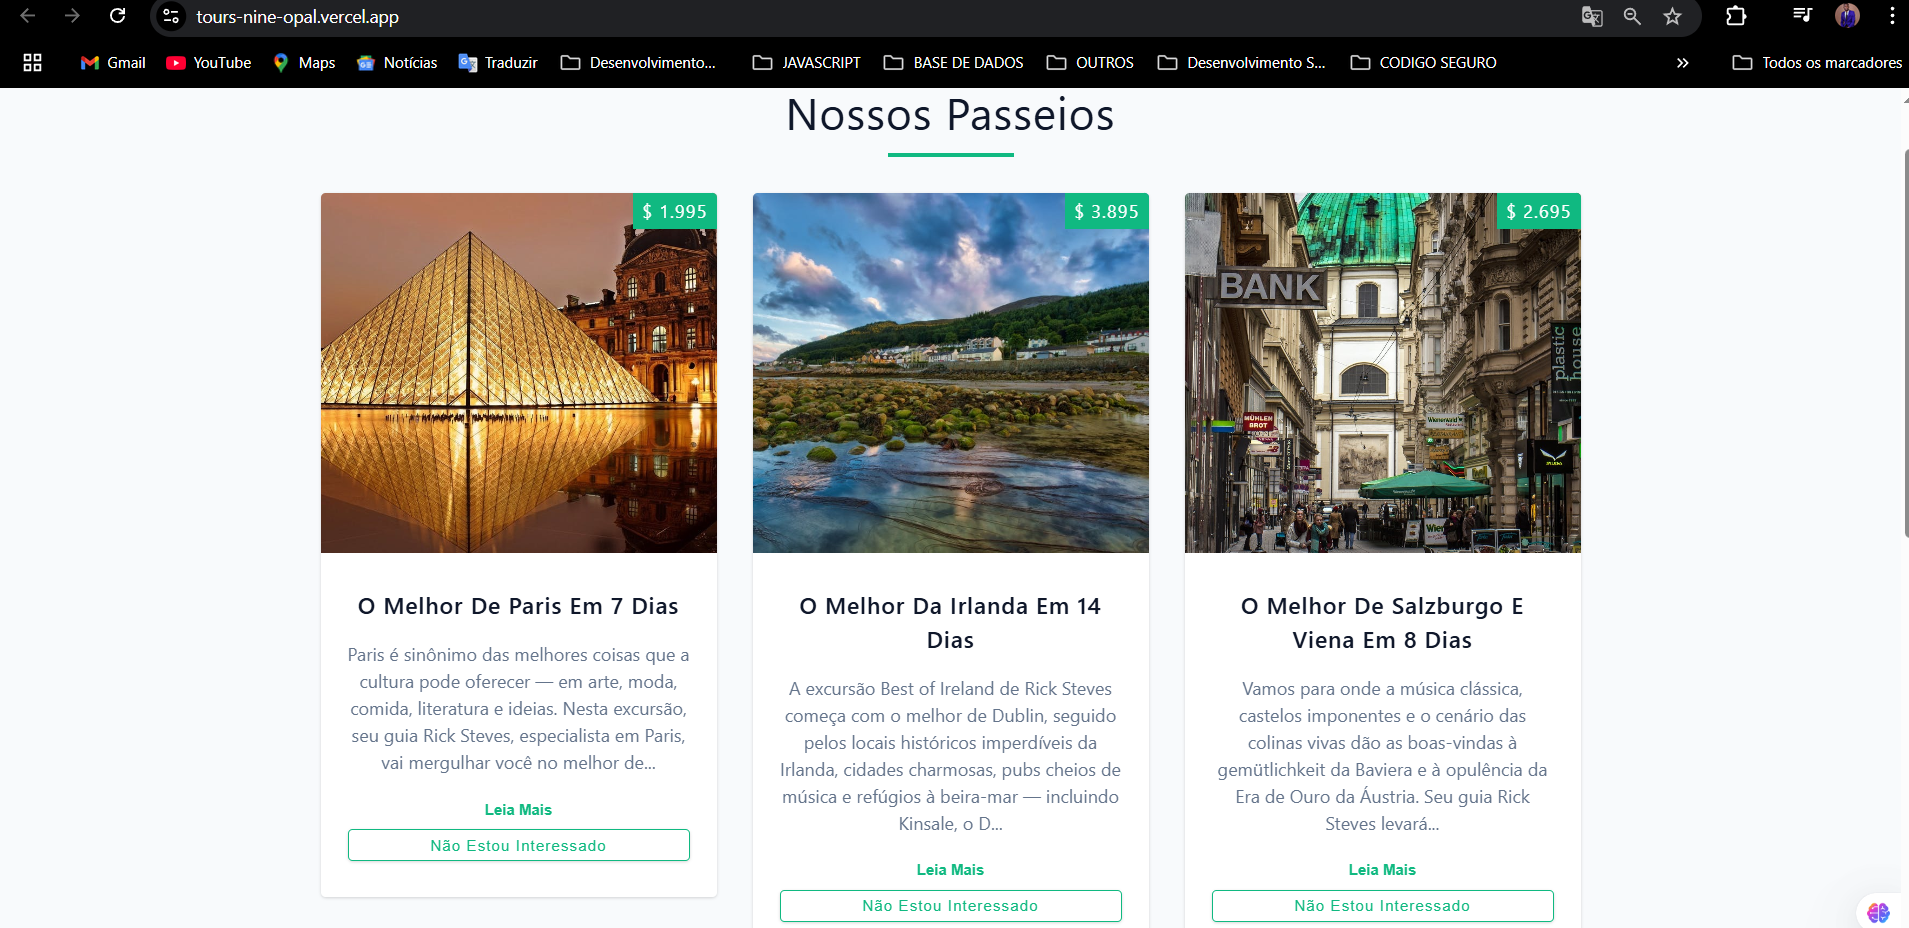 tours-nine-opal.vercel.app
Gmail
YouTube
Maps
Notícias
Traduzir
Desenvolvimento...
JAVASCRIPT
BASE DE DADOS
OUTROS
Desenvolvimento S...
CODIGO SEGURO
Todos os marcadores
Nossos Passeios
$ 1.995
O Melhor De Paris Em 7 Dias
Paris é sinônimo das melhores coisas que a
cultura pode oferecer — em arte, moda,
comida, literatura e ideias. Nesta excursão,
seu guia Rick Steves, especialista em Paris,
vai mergulhar você no melhor de...
Leia Mais
Não Estou Interessado
$ 3.895
O Melhor Da Irlanda Em 14
Dias
A excursão Best of Ireland de Rick Steves
começa com o melhor de Dublin, seguido
pelos locais históricos imperdíveis da
Irlanda, cidades charmosas, pubs cheios de
música e refúgios à beira-mar — incluindo
Kinsale, o D...
Leia Mais
Não Estou Interessado
$ 2.695
BANK
plastic
house
MÜHLEN
BROT
Wienerwald
Wien
O Melhor De Salzburgo E
Viena Em 8 Dias
Vamos para onde a música clássica,
castelos imponentes e o cenário das
colinas vivas dão as boas-vindas à
gemütlichkeit da Baviera e à opulência da
Era de Ouro da Áustria. Seu guia Rick
Steves levará...
Leia Mais
Não Estou Interessado